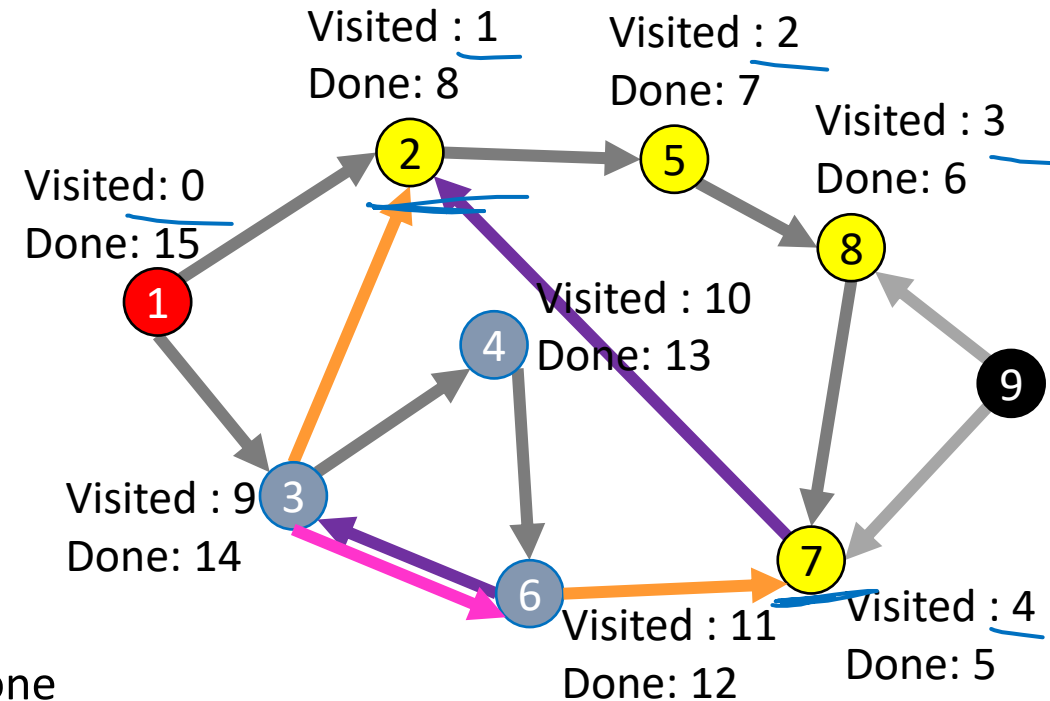 Visited : 1
Done: 8
Visited : 2
Done: 7
Visited : 3
Done: 6
Visited: 0
Done: 15
2
5
8
1
Visited : 10
Done: 13
4
9
Visited : 9
Done: 14
3
7
6
Visited : 11
Done: 12
Visited : 4
Done: 5
one